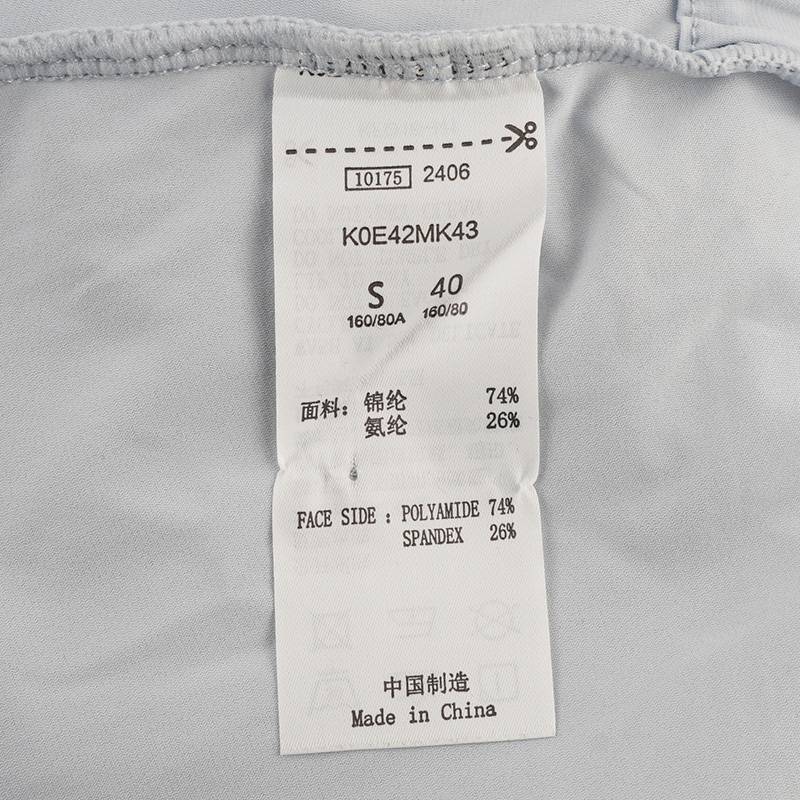 10175 2406
K0E42MK43
S 40
160/80A 160/80
面料：锦纶 74%
氨纶 26%
FACE SIDE : POLYAMIDE 74%
SPANDEX 26%
中国制造
Made in China